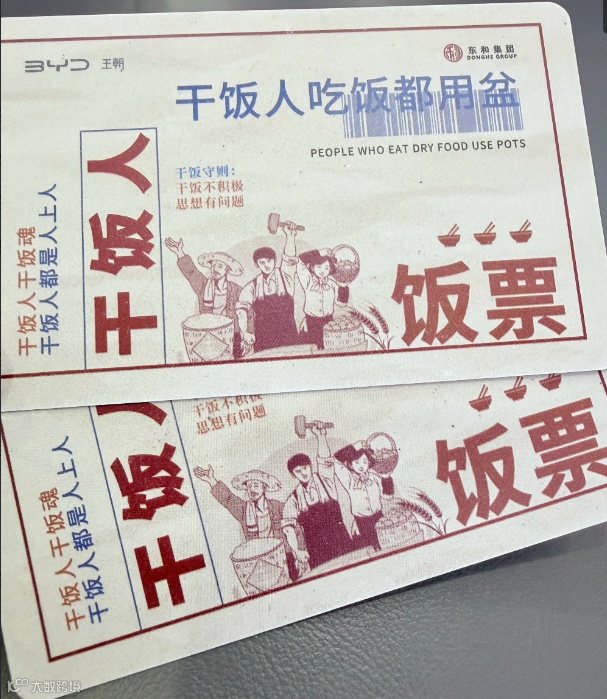 BYD 王朝
东和集团
DONGHE GROUP
干饭人吃饭都用盆
PEOPLE WHO EAT DRY FOOD USE POTS
干饭人干饭魂
干饭人都是人上人
干饭人
干饭守则：
干饭不积极
思想有问题
饭票
干饭人干饭魂
干饭人都是人上人
干饭人
干饭不积极
思想有问题
饭票
大数跨境